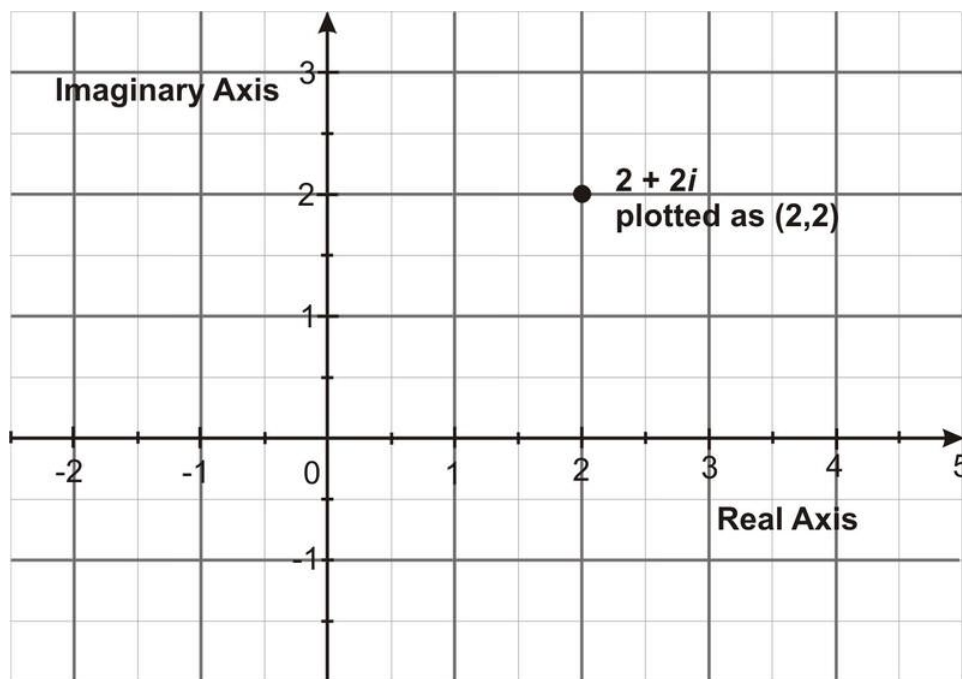 3
Imaginary Axis
2 + 2i
2
plotted as (2,2)
1
-2 -1 0 1 2 3 4 5
Real Axis
-1